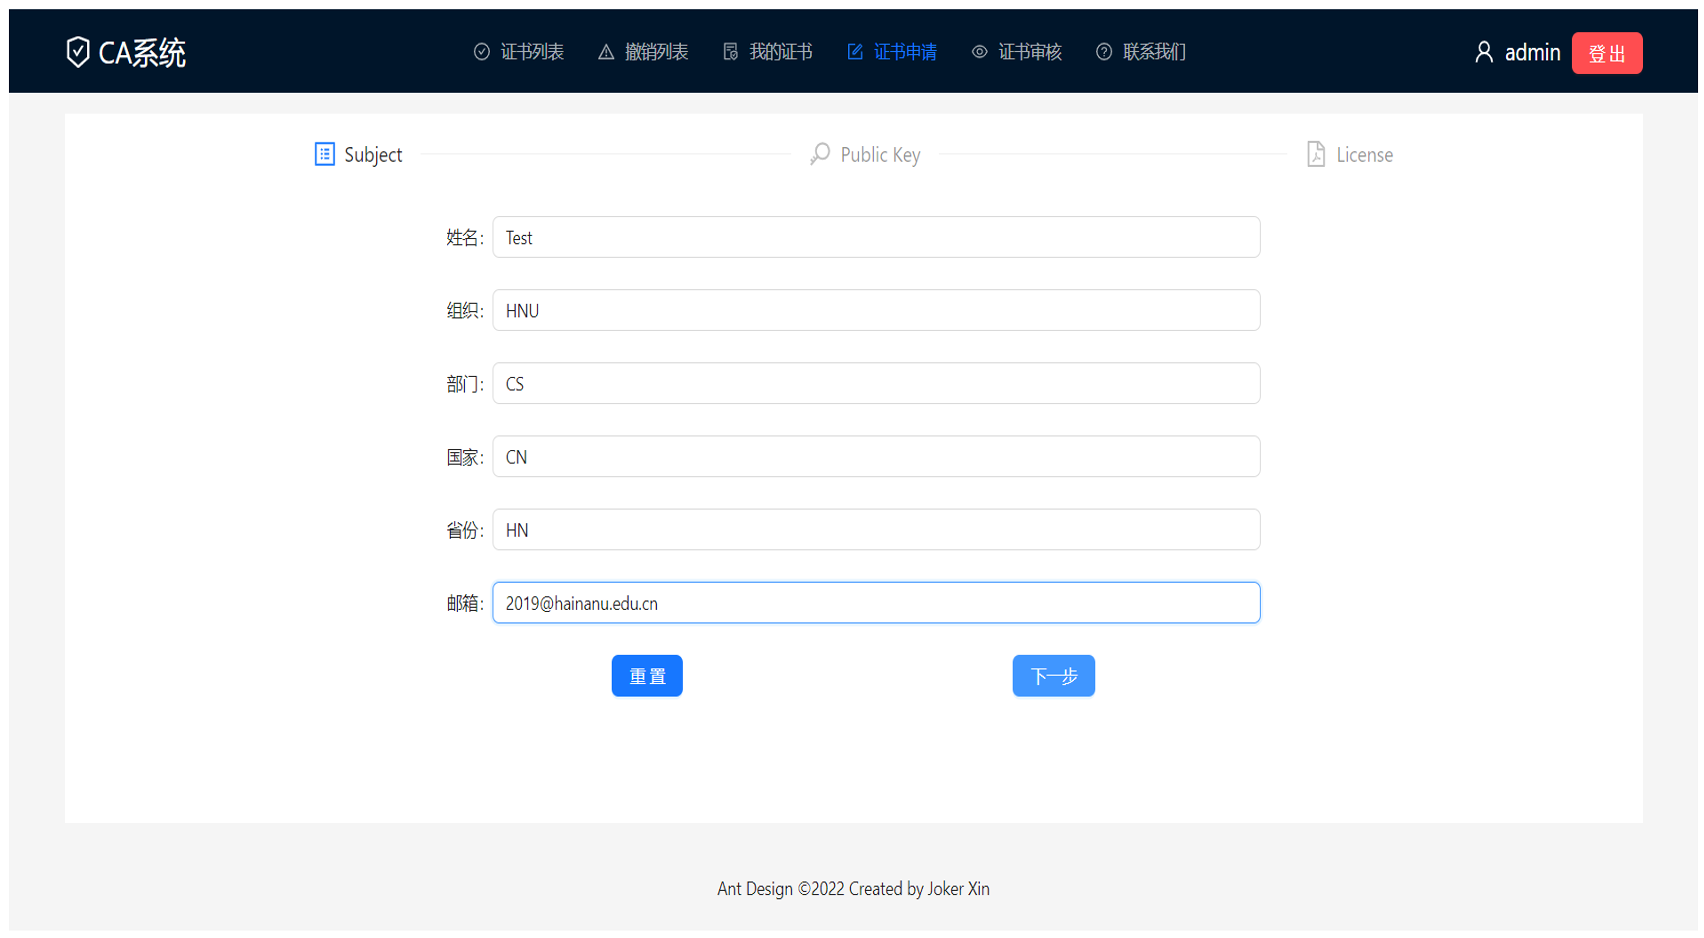 CA系统
证书列表
撤销列表
我的证书
证书申请
证书审核
联系我们
admin
登出
Subject
Public Key
License
姓名: Test
组织: HNU
部门: CS
国家: CN
省份: HN
邮箱: 2019@hainanu.edu.cn
重置
下一步
Ant Design ©2022 Created by Joker Xin